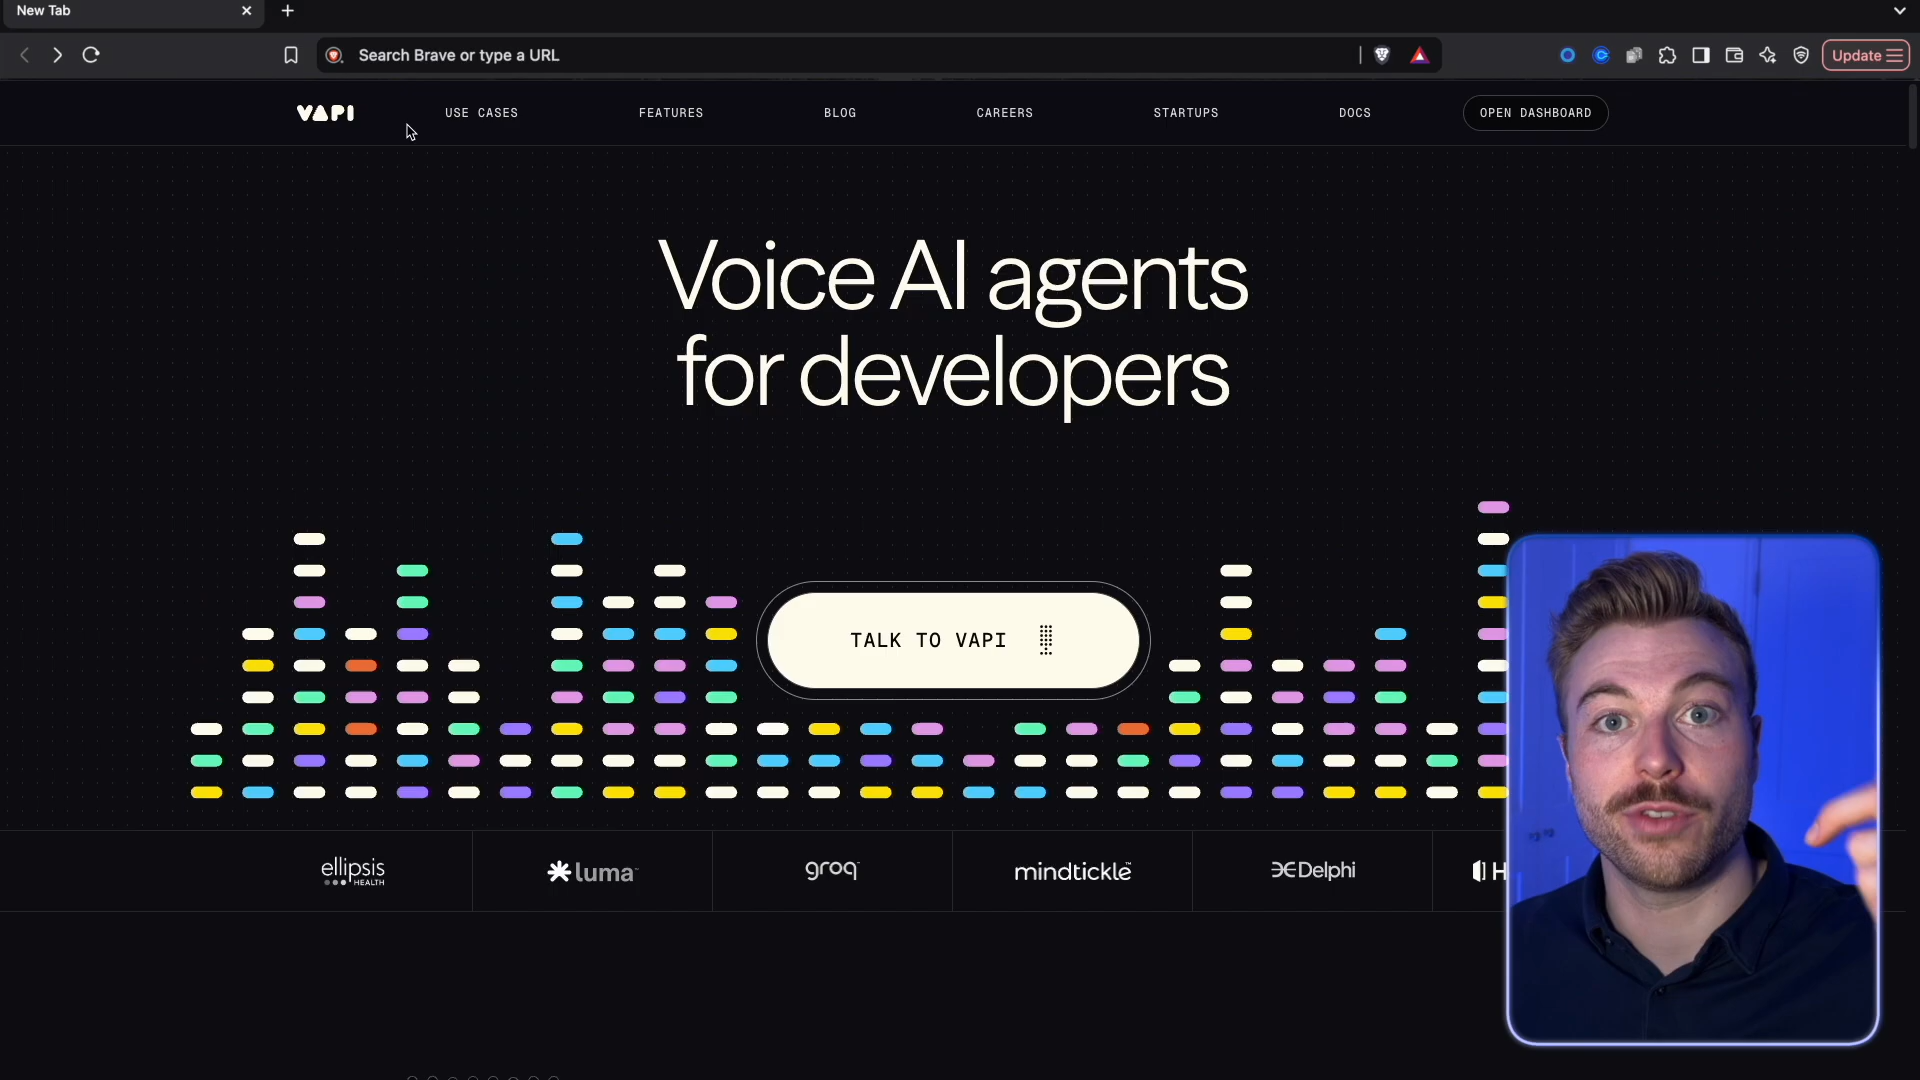 New Tab
Search Brave or type a URL
Update
VAPI
USE CASES
FEATURES
BLOG
CAREERS
STARTUPS
DOCS
OPEN DASHBOARD
Voice AI agents
for developers
TALK TO VAPI
ellipsis
HEALTH
luma
groq
mindtickle™
Delphi
H